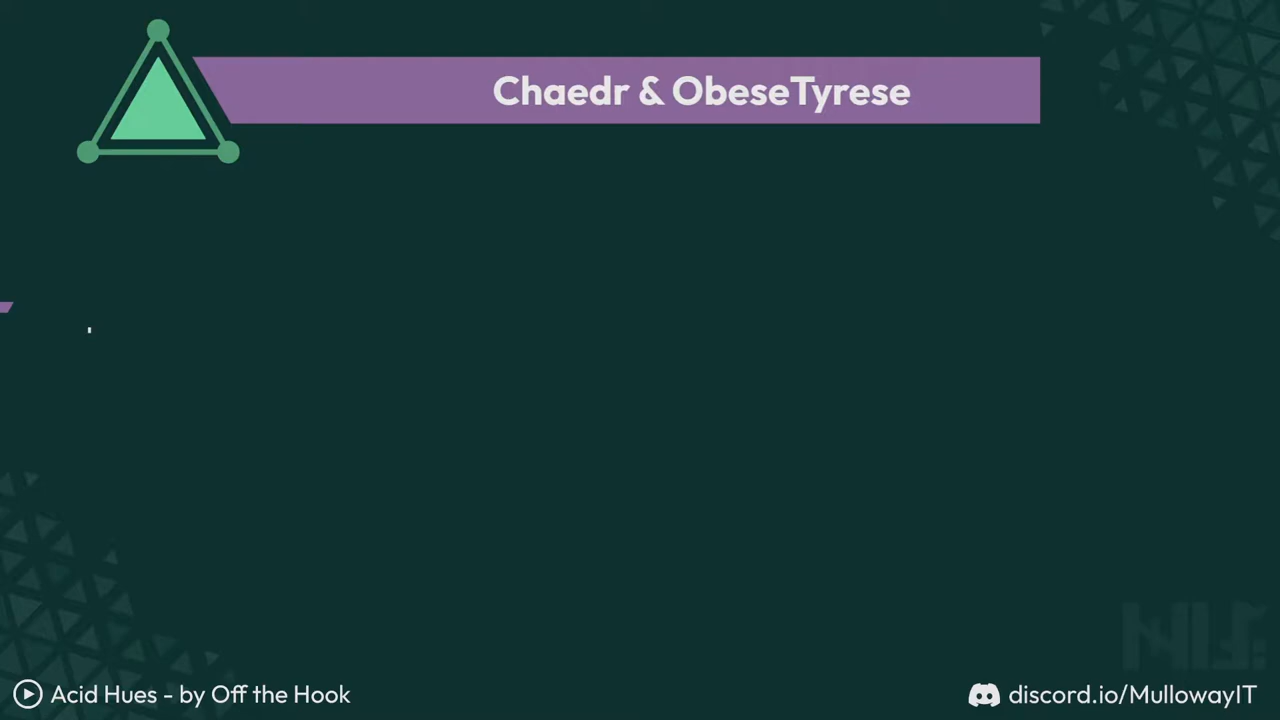 Chaedr & ObeseTyrese
Acid Hues - by Off the Hook
discord.io/MullowayIT